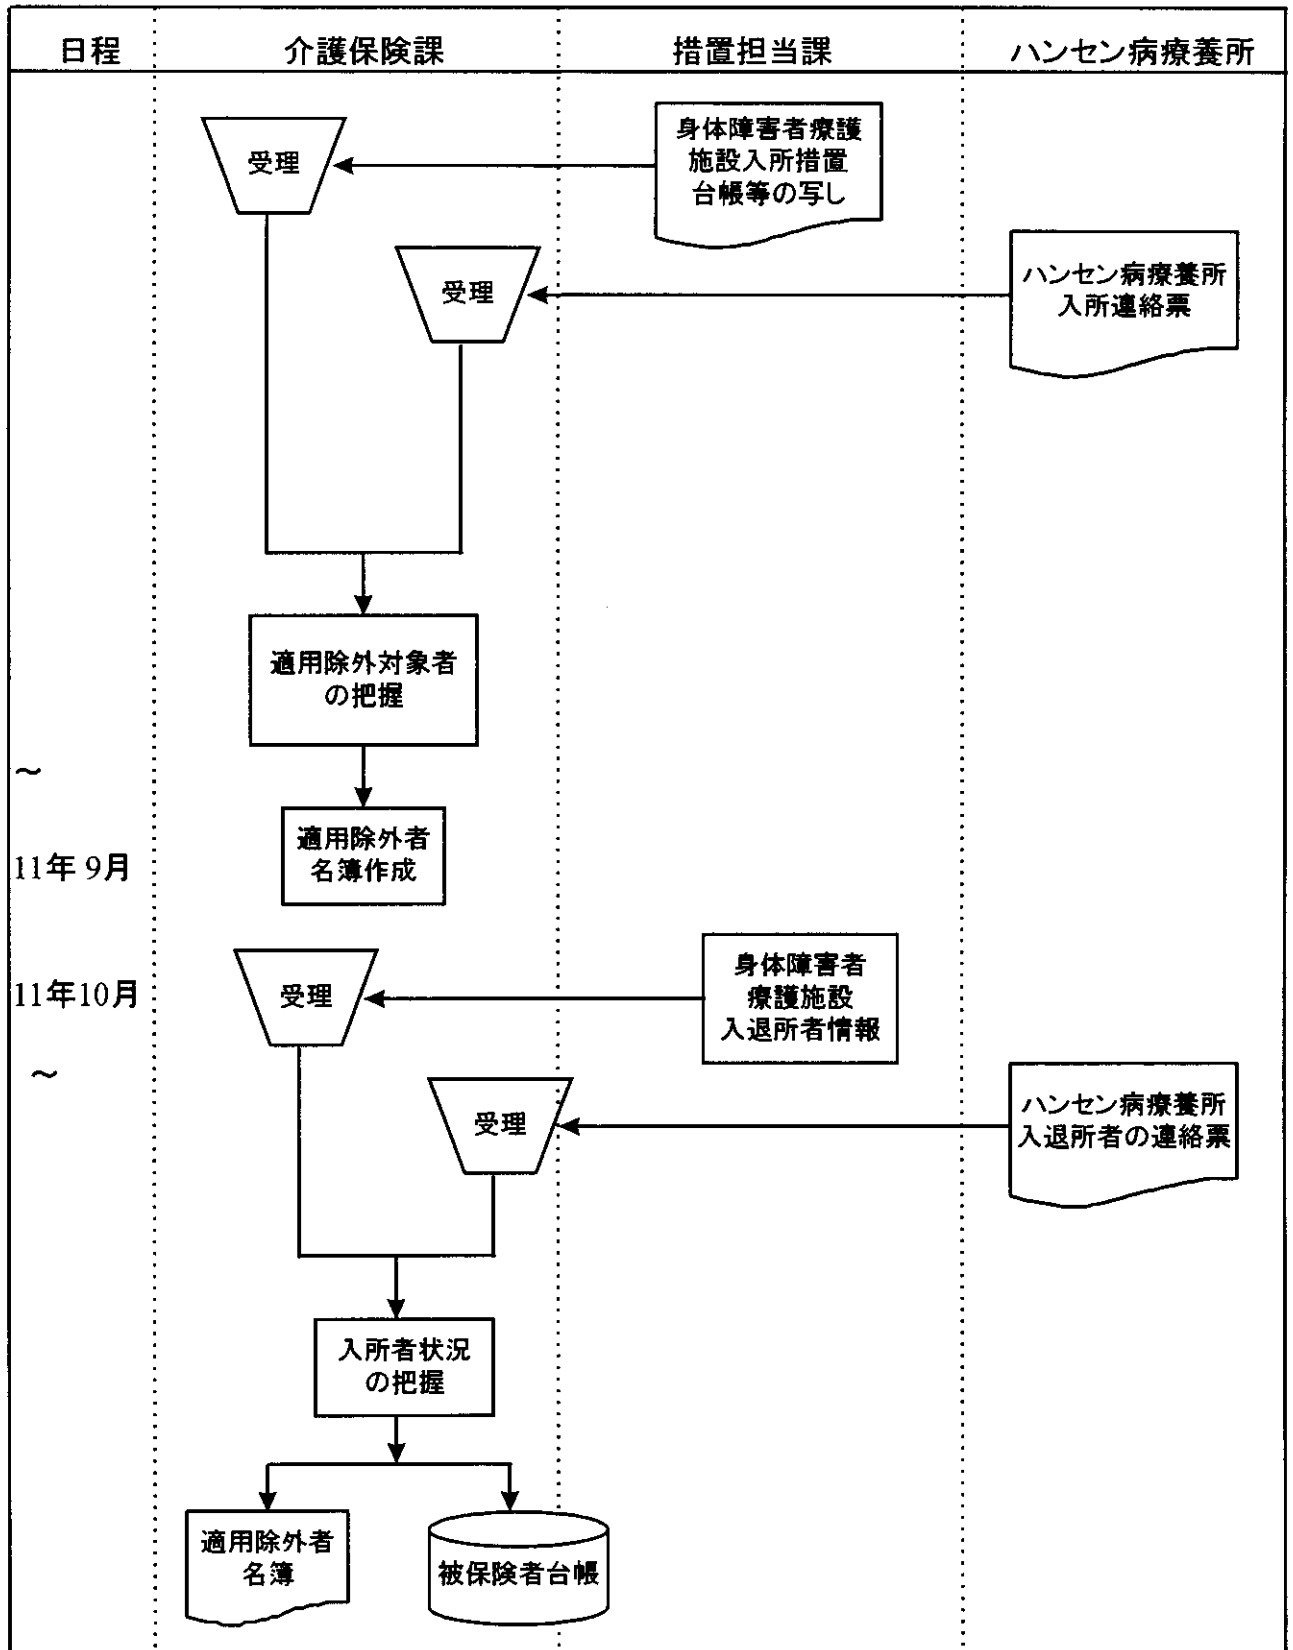 日程 介護保険課 措置担当課 ハンセン病療養所
受理
身体障害者療護
施設入所措置
台帳等の写し
受理
ハンセン病療養所
入所連絡票
適用除外対象者
の把握
～
適用除外者
名簿作成
11年 9月
11年10月
受理
身体障害者
療護施設
入退所者情報
～
受理
ハンセン病療養所
入退所者の連絡票
入所者状況
の把握
適用除外者
名簿
被保険者台帳